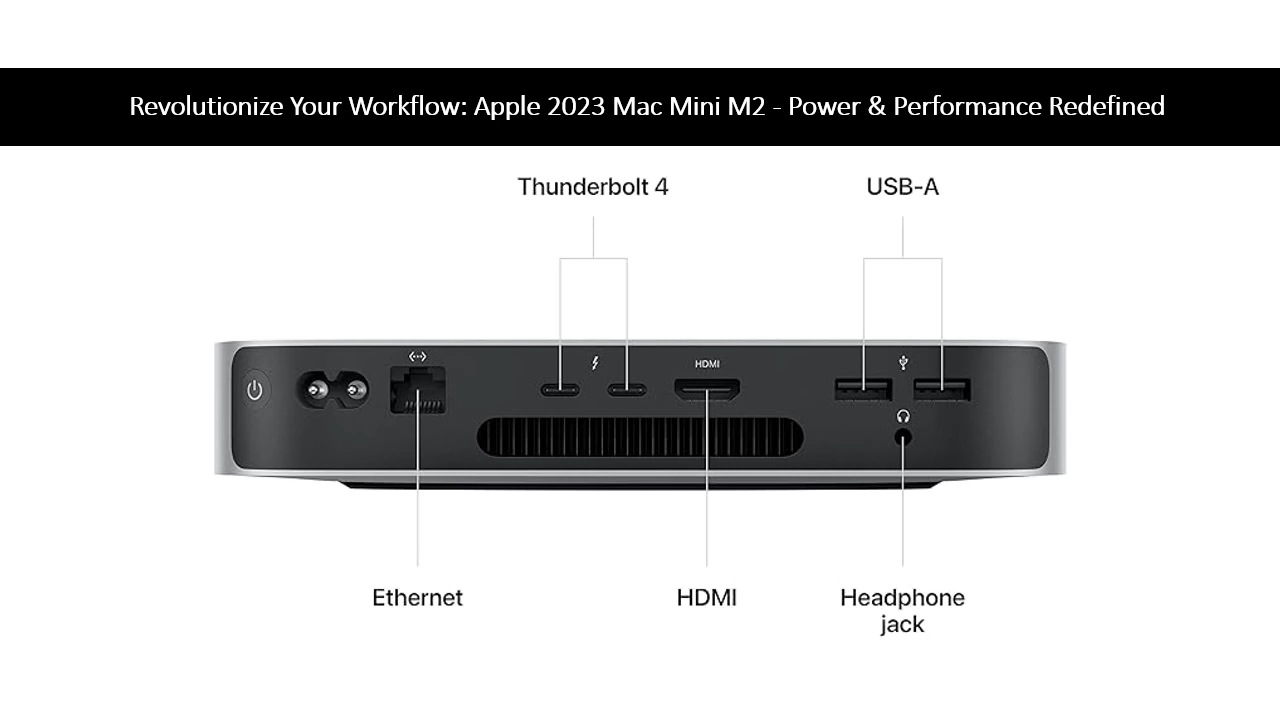 Revolutionize Your Workflow: Apple 2023 Mac Mini M2 - Power & Performance Redefined
Thunderbolt 4
USB-A
HDMI
Ethernet
HDMI
Headphone
jack